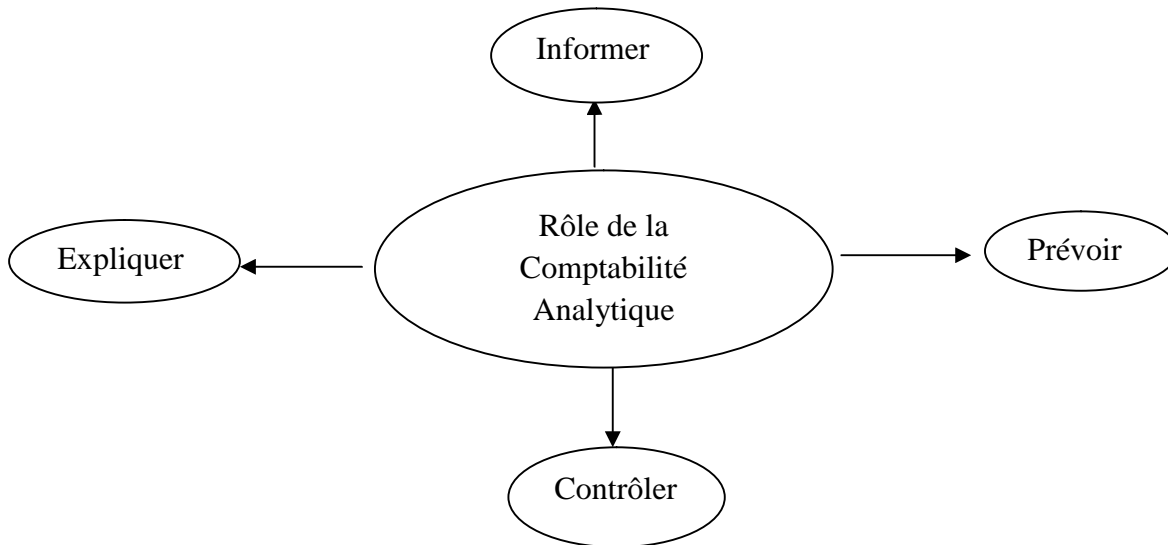 Informer
Rôle de la
Comptabilité
Analytique
Expliquer
Prévoir
Contrôler